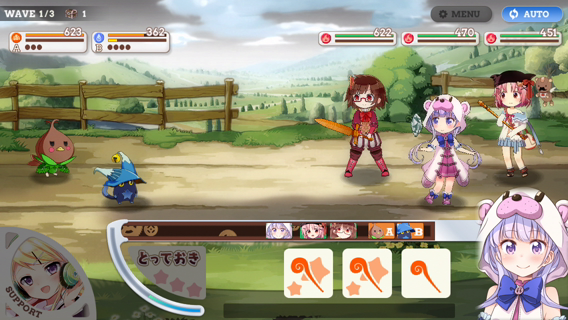 WAVE 1/3 1
MENU
AUTO
623
A
362
B
622
470
451
A B
とっておき
SUPPORT